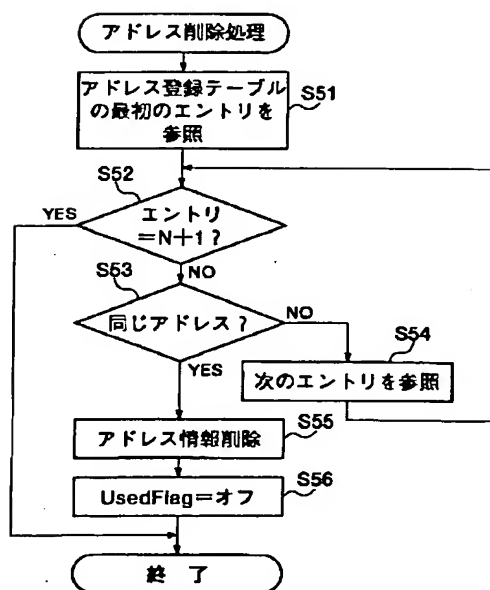 アドレス削除処理
アドレス登録テーブル
の最初のエントリを
参照
S51
S52
YES
エントリ
＝N＋1？
NO
S53
同じアドレス？
NO
YES
S54
次のエントリを参照
アドレス情報削除
S55
UsedFlag＝オフ
S56
終 了